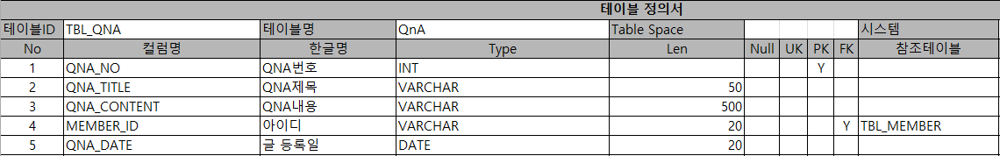 테이블 정의서
테이블ID TBL_QNA 테이블명 QnA Table Space 시스템
No 컬럼명 한글명 Type Len Null UK PK FK 참조테이블
1 QNA_NO QNA번호 INT Y
2 QNA_TITLE QNA제목 VARCHAR 50
3 QNA_CONTENT QNA내용 VARCHAR 500
4 MEMBER_ID 아이디 VARCHAR 20 Y TBL_MEMBER
5 QNA_DATE 글 등록일 DATE 20